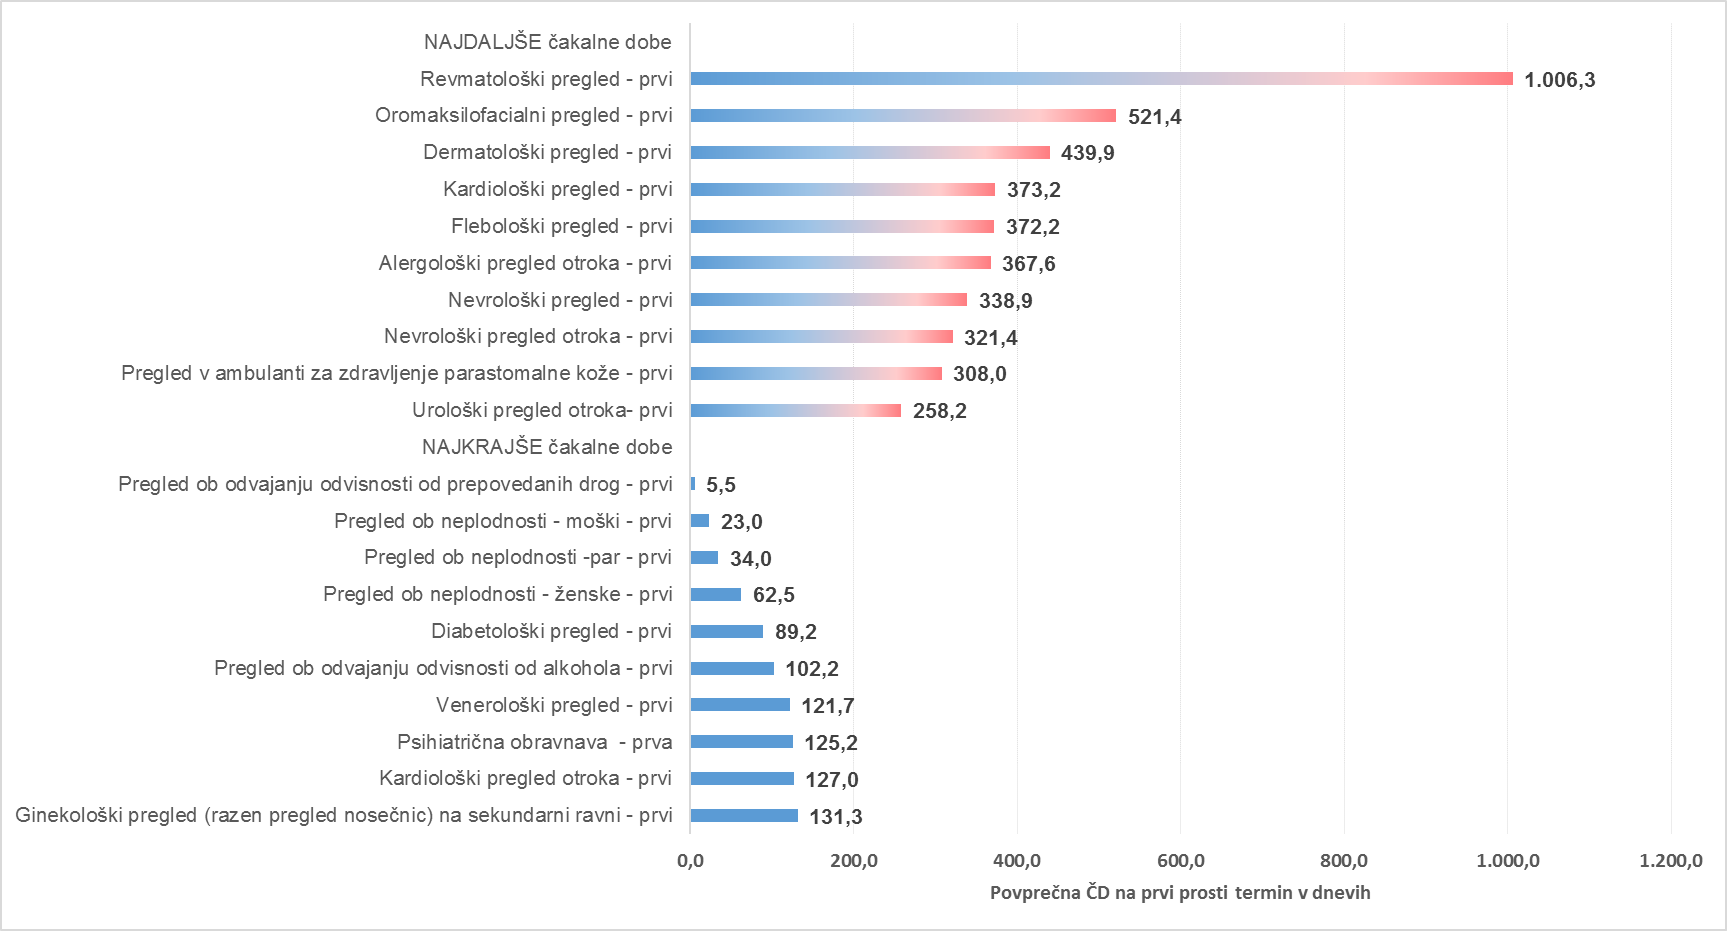 NAJDALJŠE čakalne dobe
Revmatološki pregled - prvi 1.006,3
Oromaksilofacialni pregled - prvi 521,4
Dermatološki pregled - prvi 439,9
Kardiološki pregled - prvi 373,2
Flebološki pregled - prvi 372,2
Alergološki pregled otroka - prvi 367,6
Nevrološki pregled - prvi 338,9
Nevrološki pregled otroka - prvi 321,4
Pregled v ambulanti za zdravljenje parastomalne kože - prvi 308,0
Urološki pregled otroka- prvi 258,2
NAJKRAJŠE čakalne dobe
Pregled ob odvajanju odvisnosti od prepovedanih drog - prvi 5,5
Pregled ob neplodnosti - moški - prvi 23,0
Pregled ob neplodnosti -par - prvi 34,0
Pregled ob neplodnosti - ženske - prvi 62,5
Diabetološki pregled - prvi 89,2
Pregled ob odvajanju odvisnosti od alkohola - prvi 102,2
Venerološki pregled - prvi 121,7
Psihiatrična obravnava  - prva 125,2
Kardiološki pregled otroka - prvi 127,0
Ginekološki pregled (razen pregled nosečnic) na sekundarni ravni - prvi 131,3
0,0 200,0 400,0 600,0 800,0 1.000,0 1.200,0
Povprečna ČD na prvi prosti termin v dnevih